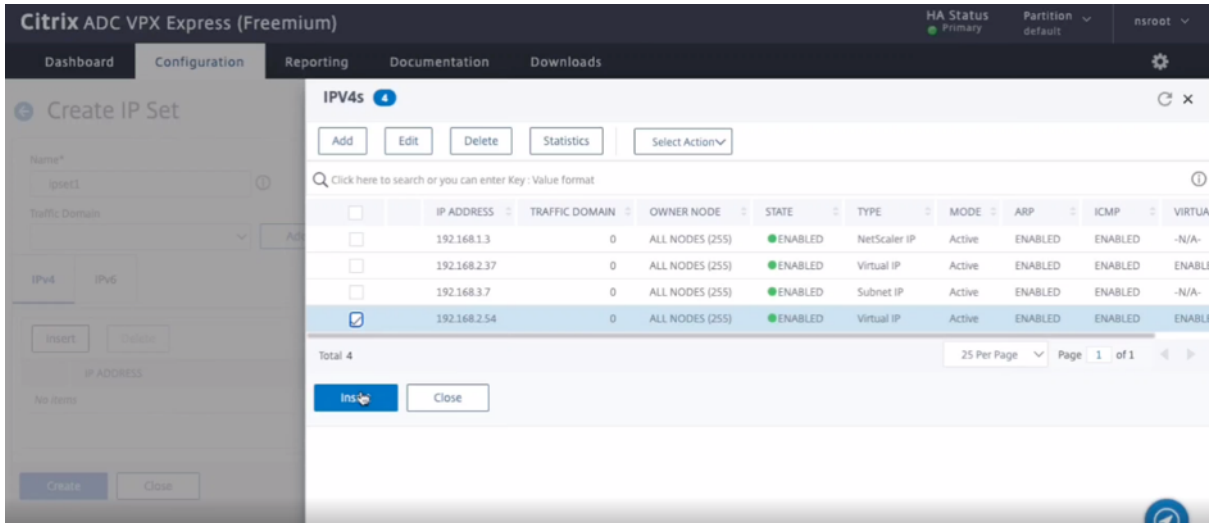 Citrix ADC VPX Express (Freemium)
HA Status
Primary
Partition
default
nsroot
Dashboard Configuration Reporting Documentation Downloads
Create IP Set
Name*
ipset1
Traffic Domain
IPv4 IPv6
Insert Delete
IP ADDRESS
No items
Create Close
IPV4s 4
Add Edit Delete Statistics Select Action
Click here to search or you can enter Key : Value format
IP ADDRESS TRAFFIC DOMAIN OWNER NODE STATE TYPE MODE ARP ICMP
192.168.1.3 0 ALL NODES (255) ENABLED NetScaler IP Active ENABLED ENABLED -N/A-
192.168.2.37 0 ALL NODES (255) ENABLED Virtual IP Active ENABLED ENABLED
192.168.3.7 0 ALL NODES (255) ENABLED Subnet IP Active ENABLED ENABLED -N/A-
192.168.2.54 0 ALL NODES (255) ENABLED Virtual IP Active ENABLED ENABLED
Total 4 25 Per Page Page 1 of 1
Close